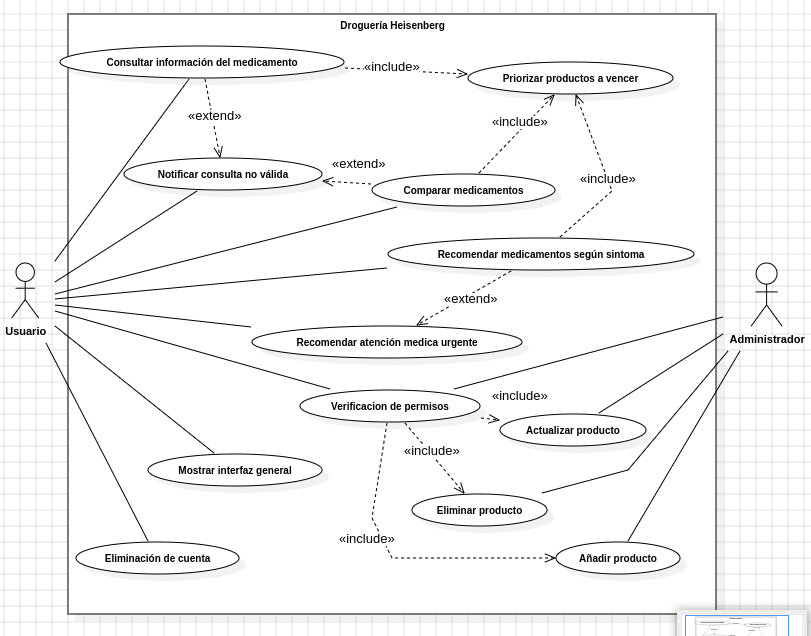 Droguería Heisenberg
Consultar información del medicamento
«include»
Priorizar productos a vencer
«extend»
«include»
«extend»
Notificar consulta no válida
Comparar medicamentos
«include»
Recomendar medicamentos según sintoma
«extend»
Usuario
Administrador
Recomendar atención medica urgente
«include»
Verificacion de permisos
Actualizar producto
«include»
Mostrar interfaz general
Eliminar producto
«include»
Eliminación de cuenta
Añadir producto